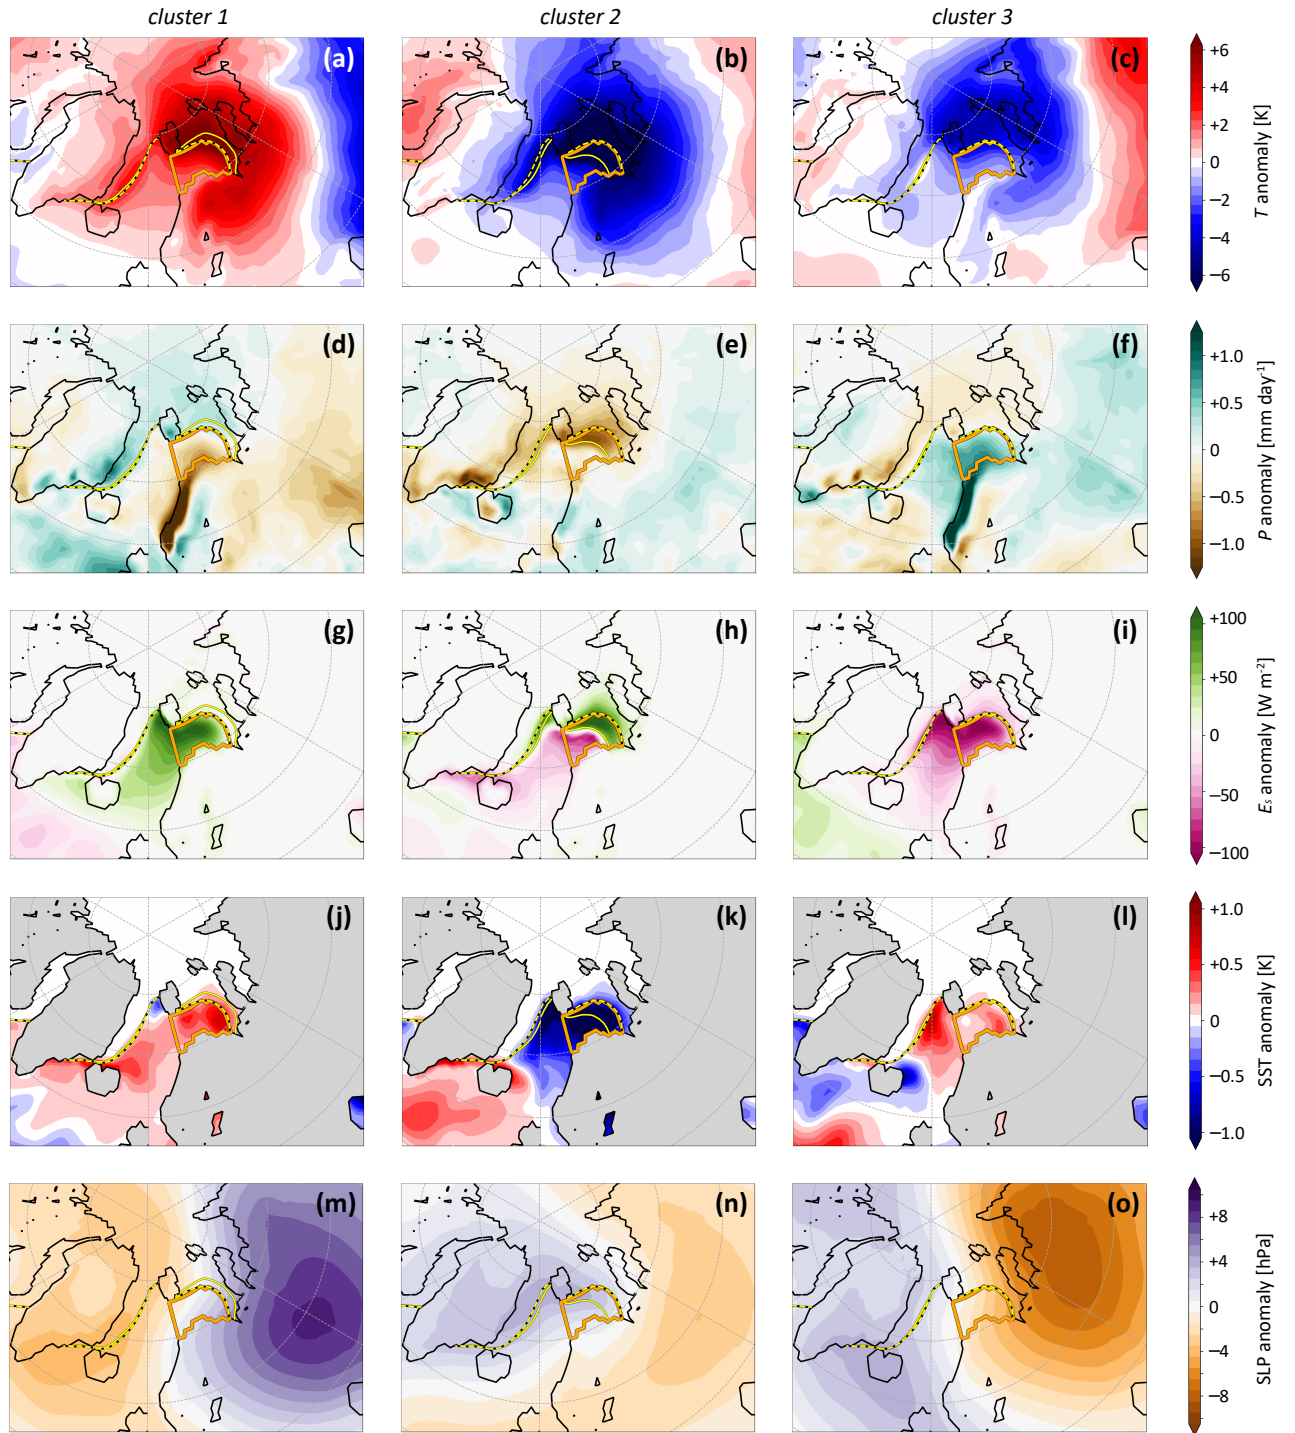 cluster 1 cluster 2 cluster 3
(a) (b) (c)
+6
+4
+2
0
−2
−4
−6
T anomaly [K]
(d) (e) (f)
+1.0
+0.5
0
−0.5
−1.0
P anomaly [mm day⁻¹]
(g) (h) (i)
+100
+50
0
−50
−100
Es anomaly [W m⁻²]
(j) (k) (l)
+1.0
+0.5
0
−0.5
−1.0
SST anomaly [K]
(m) (n) (o)
+8
+4
0
−4
−8
SLP anomaly [hPa]